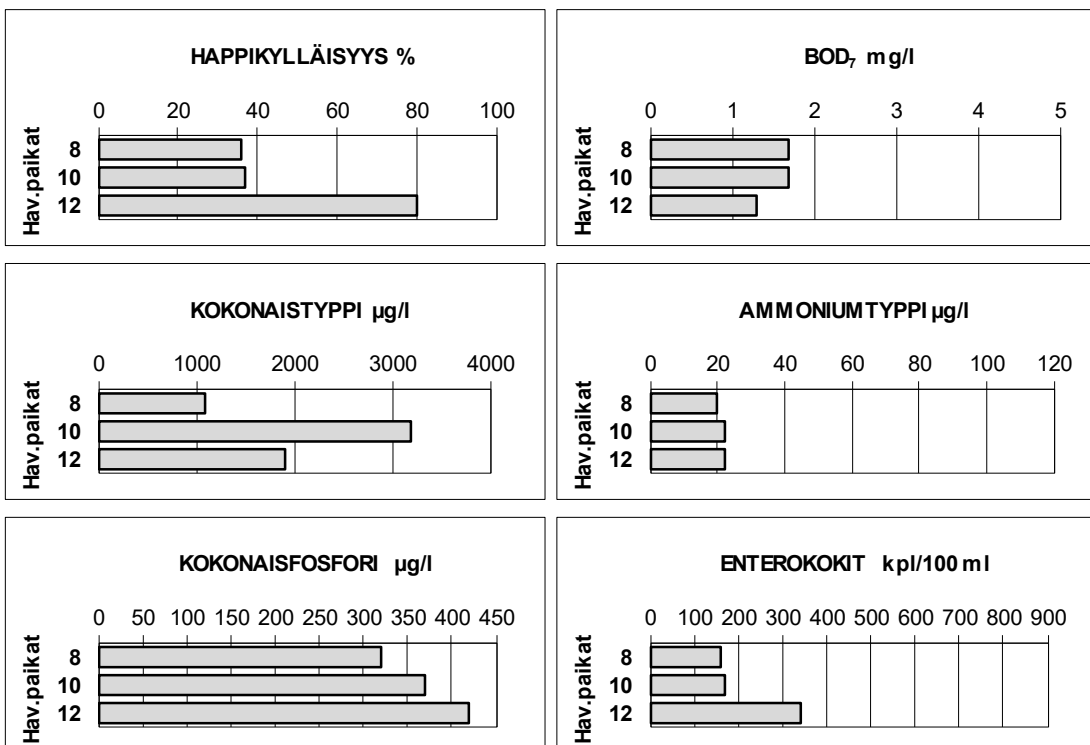 HAPPIKYLLÄISYYS %
0 20 40 60 80 100
Hav.paikat
8
10
12
BOD₇ mg/l
0 1 2 3 4 5
Hav.paikat
8
10
12
KOKONAISTYPPI µg/l
0 1000 2000 3000 4000
Hav.paikat
8
10
12
AMMONIUMTYPPI µg/l
0 20 40 60 80 100 120
Hav.paikat
8
10
12
KOKONAISFOSFORI µg/l
0 50 100 150 200 250 300 350 400 450
Hav.paikat
8
10
12
ENTEROKOKIT kpl/100 ml
0 100 200 300 400 500 600 700 800 900
Hav.paikat
8
10
12